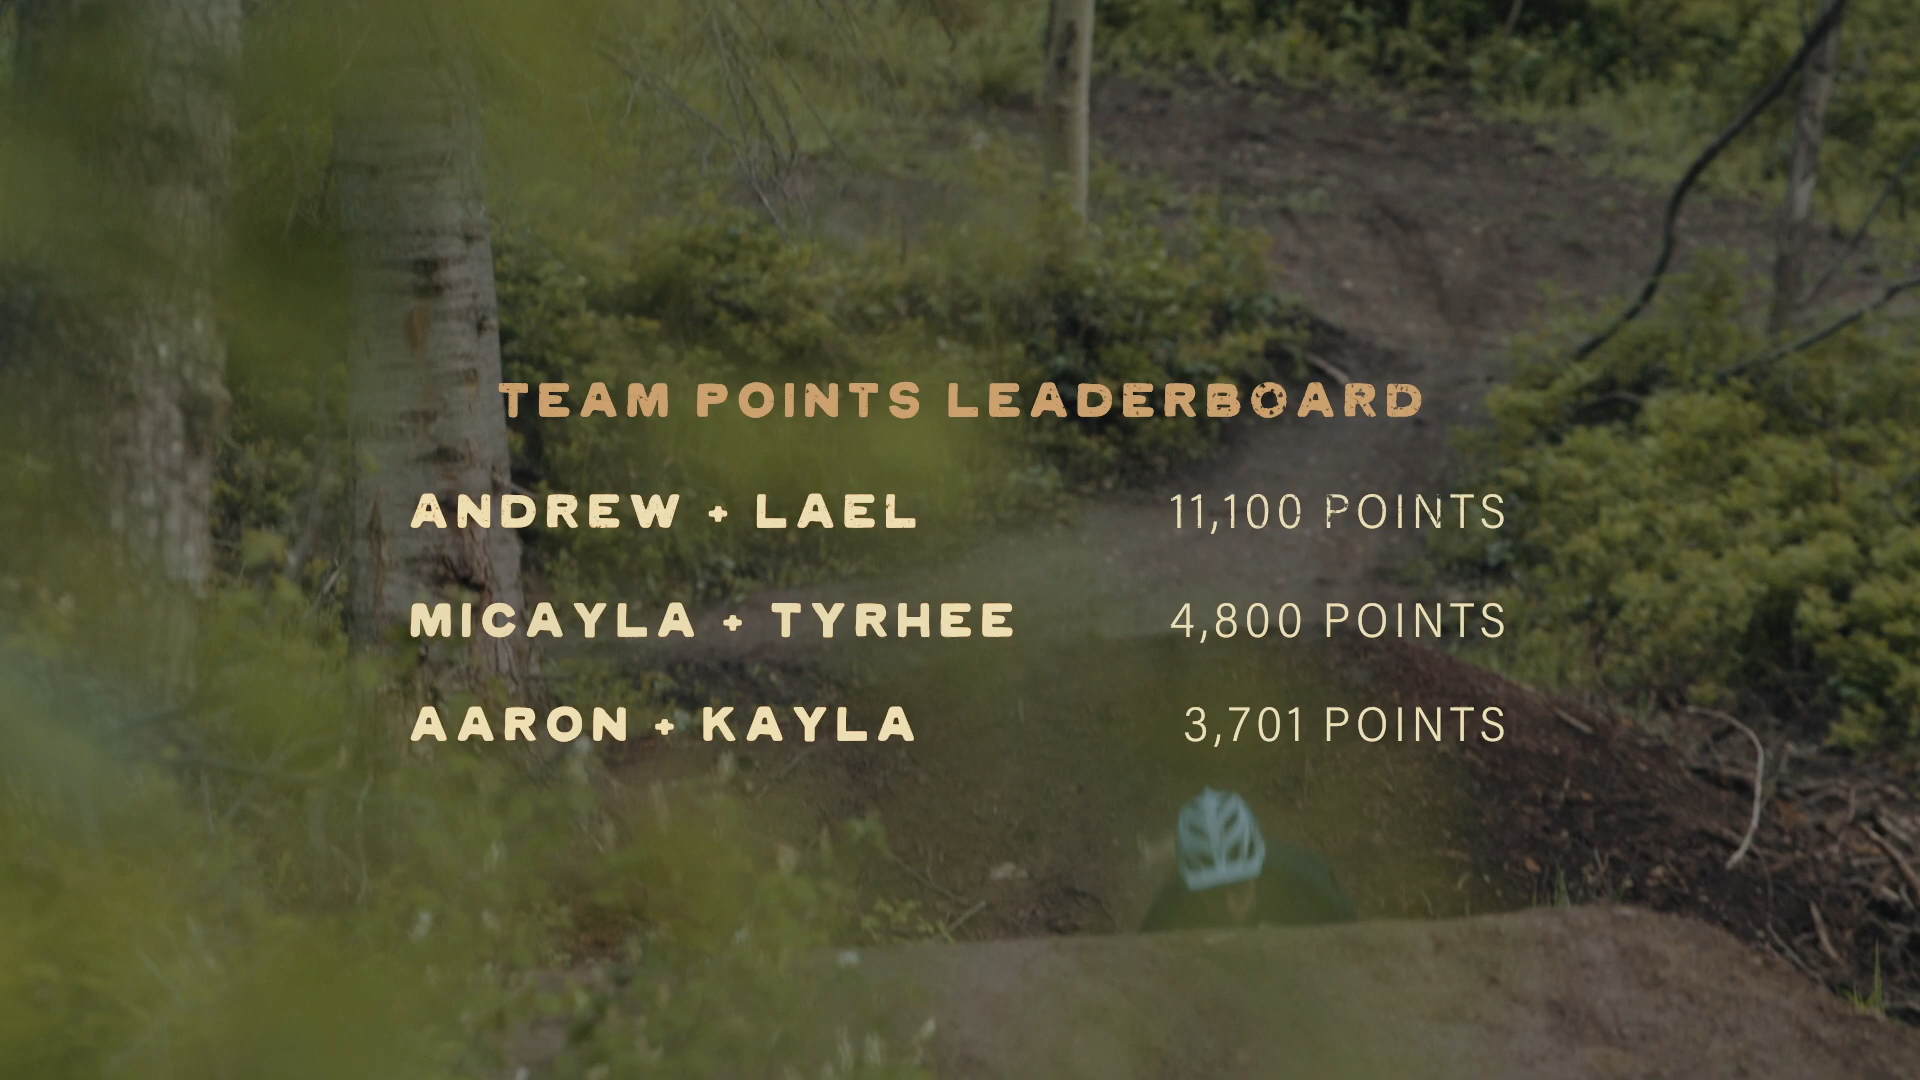 TEAM POINTS LEADERBOARD
ANDREW + LAEL 11,100 POINTS
MICAYLA + TYRHEE 4,800 POINTS
AARON + KAYLA 3,701 POINTS